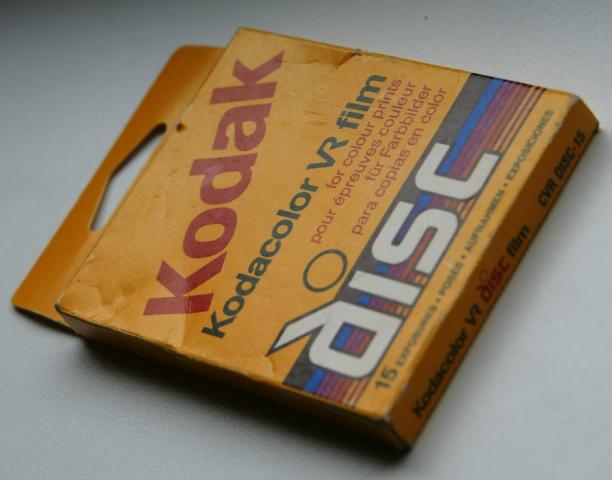 Kodak
Kodacolor VR film
for colour prints
pour épreuves couleur
für Farbbilder
para copias en color
disc
15 EXPOSURES • POSES • AUFNAHMEN • EXPOSICIONES
Kodacolor VR disc film CVR DISC-15